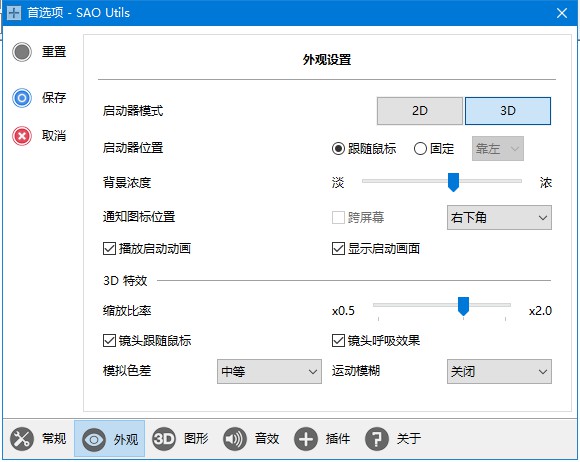 首选项 - SAO Utils
重置
保存
取消
外观设置
启动器模式 2D 3D
启动器位置 跟随鼠标 固定 靠左
背景浓度 淡 浓
通知图标位置 跨屏幕 右下角
播放启动动画 显示启动画面
3D 特效
缩放比率 x0.5 x2.0
镜头跟随鼠标 镜头呼吸效果
模拟色差 中等 运动模糊 关闭
常规 外观 3D 图形 音效 插件 ? 关于